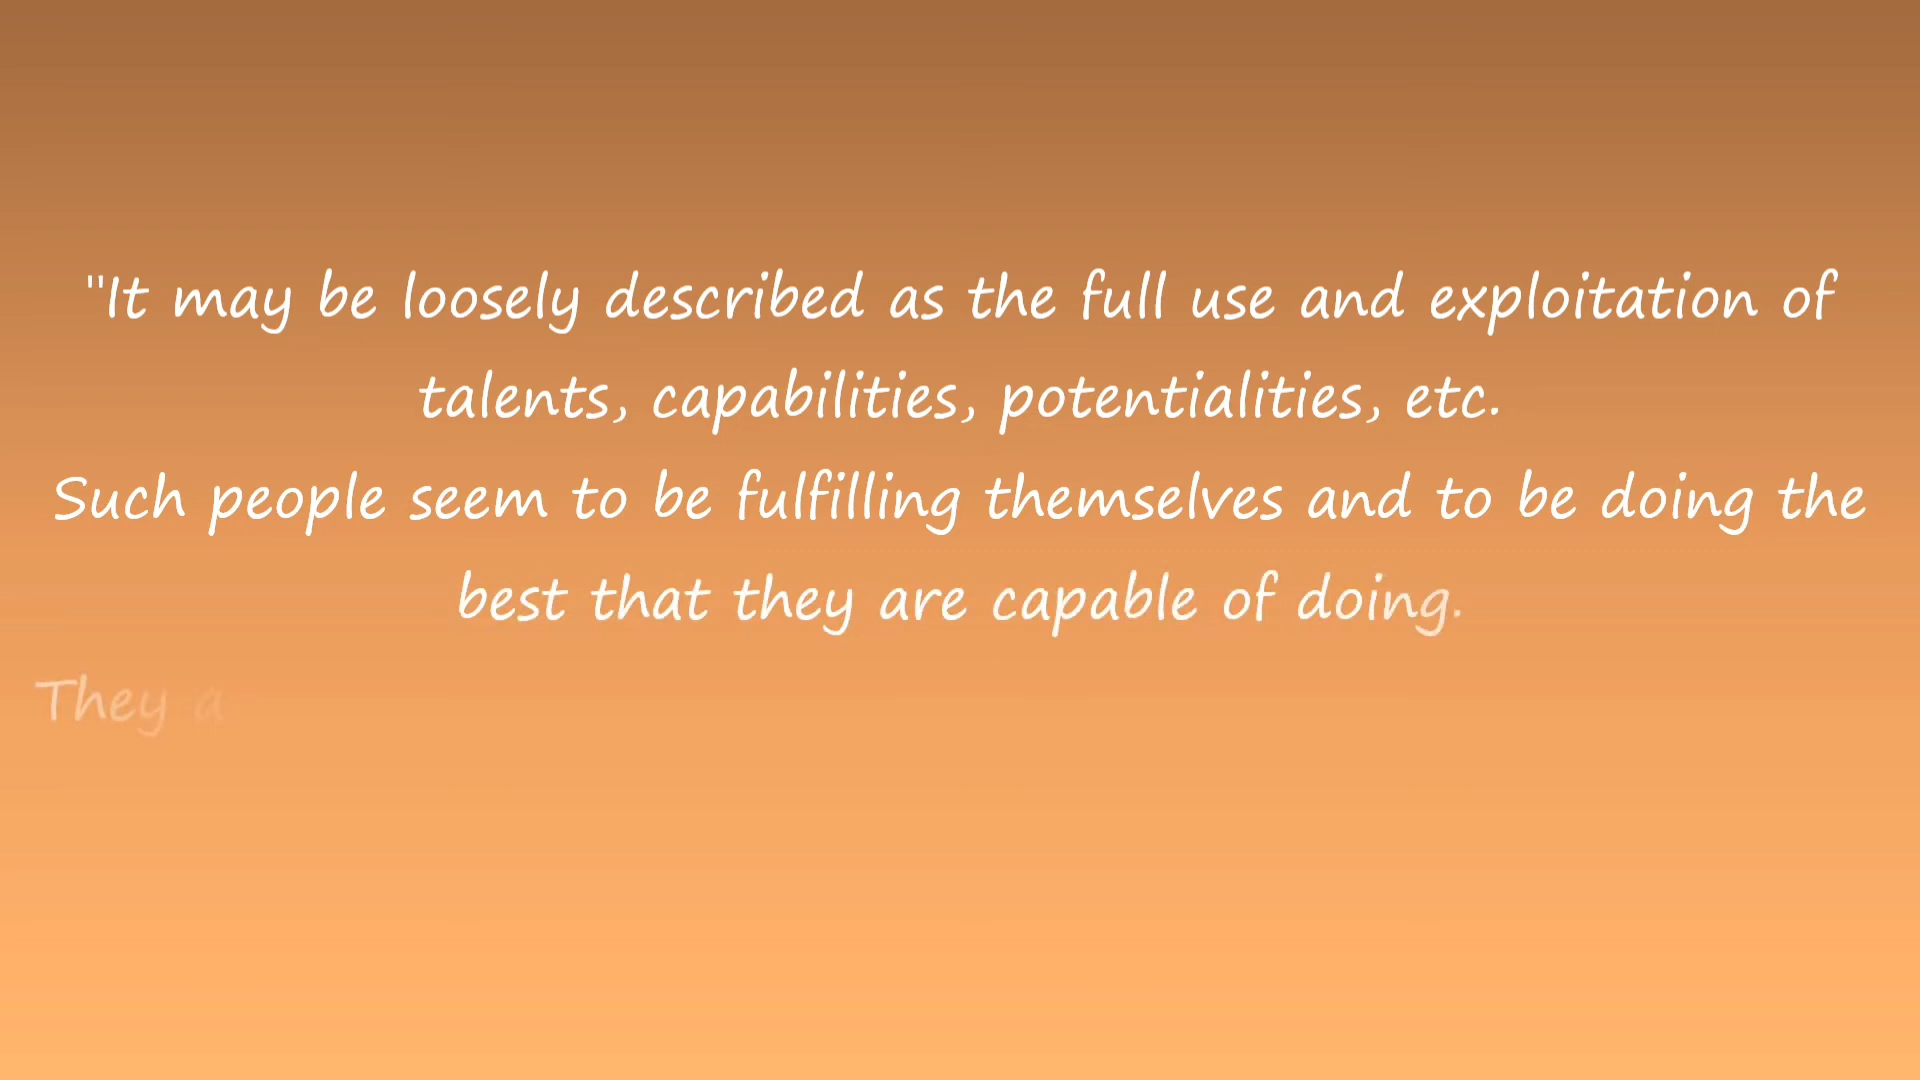 "It may be loosely described as the full use and exploitation of
talents, capabilities, potentialities, etc.
Such people seem to be fulfilling themselves and to be doing the
best that they are capable of doing.
They